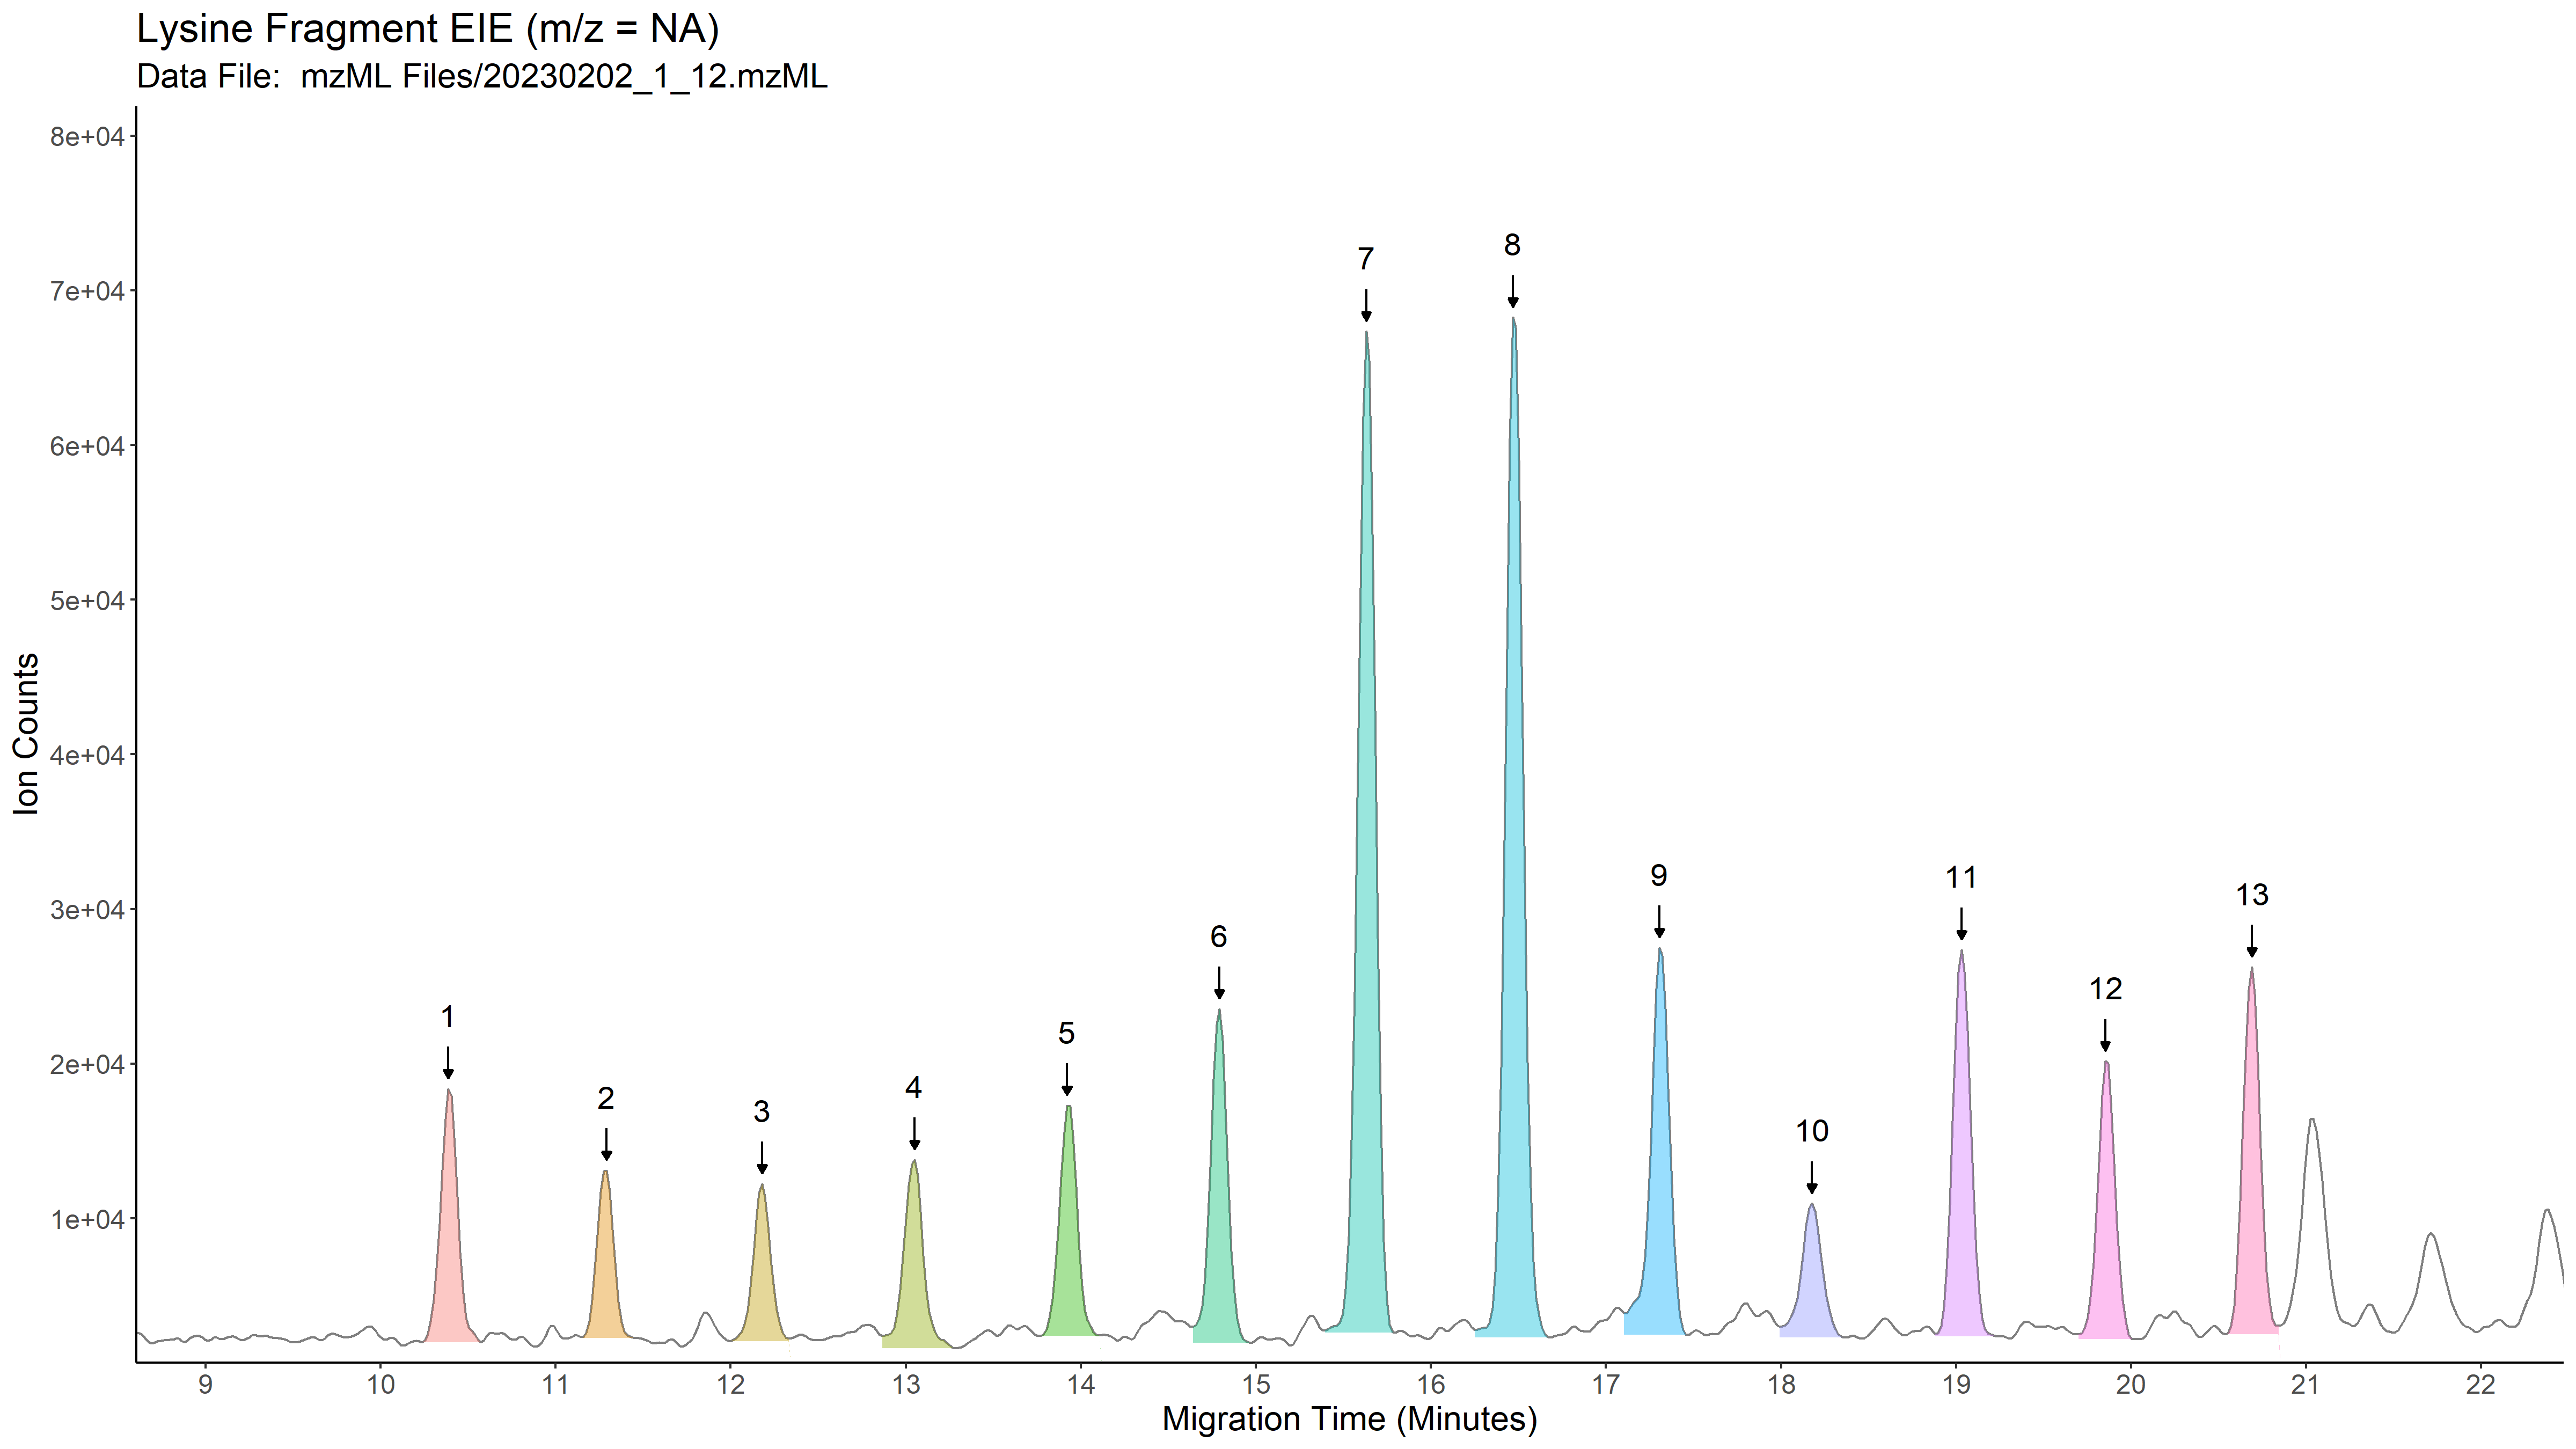 Lysine Fragment EIE (m/z = NA)
Data File:  mzML Files/20230202_1_12.mzML
8e+04
7e+04
6e+04
5e+04
4e+04
3e+04
2e+04
1e+04
Ion Counts
1
2
3
4
5
6
7
8
9
10
11
12
13
9 10 11 12 13 14 15 16 17 18 19 20 21 22
Migration Time (Minutes)